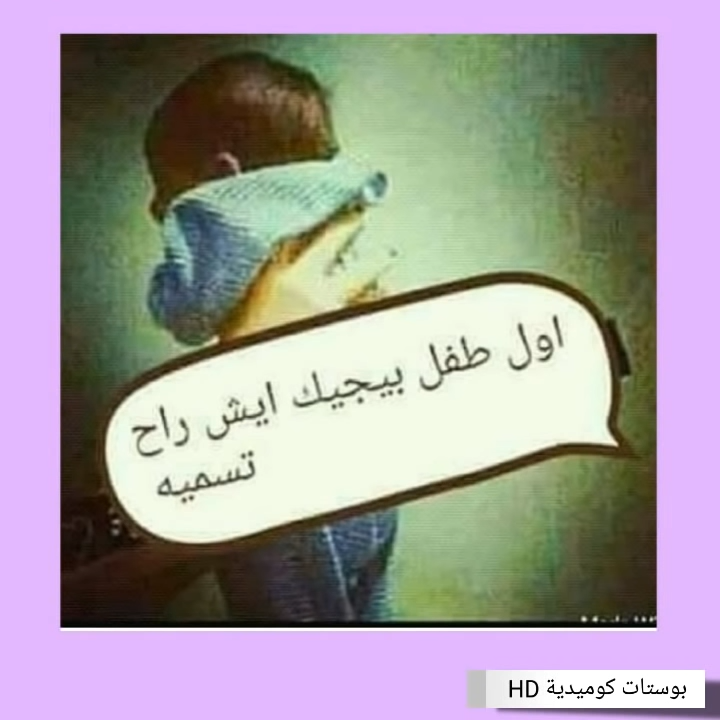 اول طفل بيجيك ايش راح
تسميه
بوستات كوميدية HD